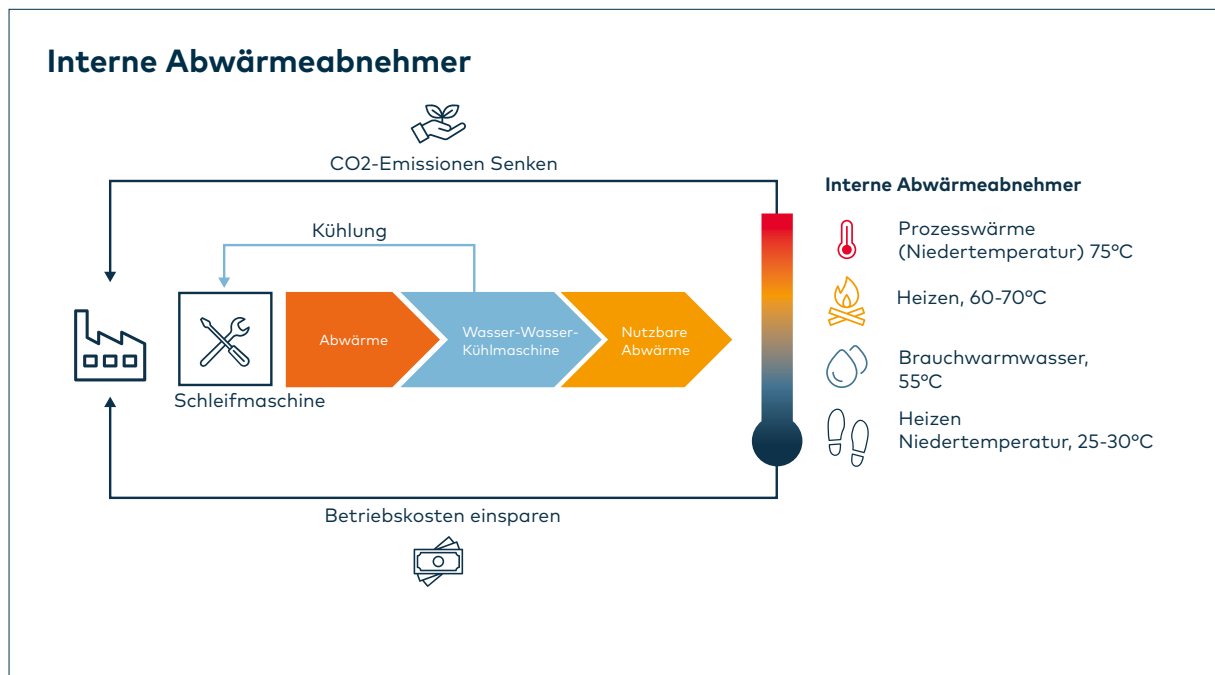 Interne Abwärmeabnehmer
CO2-Emissionen Senken
Kühlung
Abwärme
Wasser-Wasser-
Kühlmaschine
Nutzbare
Abwärme
Schleifmaschine
Betriebskosten einsparen
Interne Abwärmeabnehmer
Prozesswärme
(Niedertemperatur) 75°C
Heizen, 60-70°C
Brauchwarmwasser,
55°C
Heizen
Niedertemperatur, 25-30°C